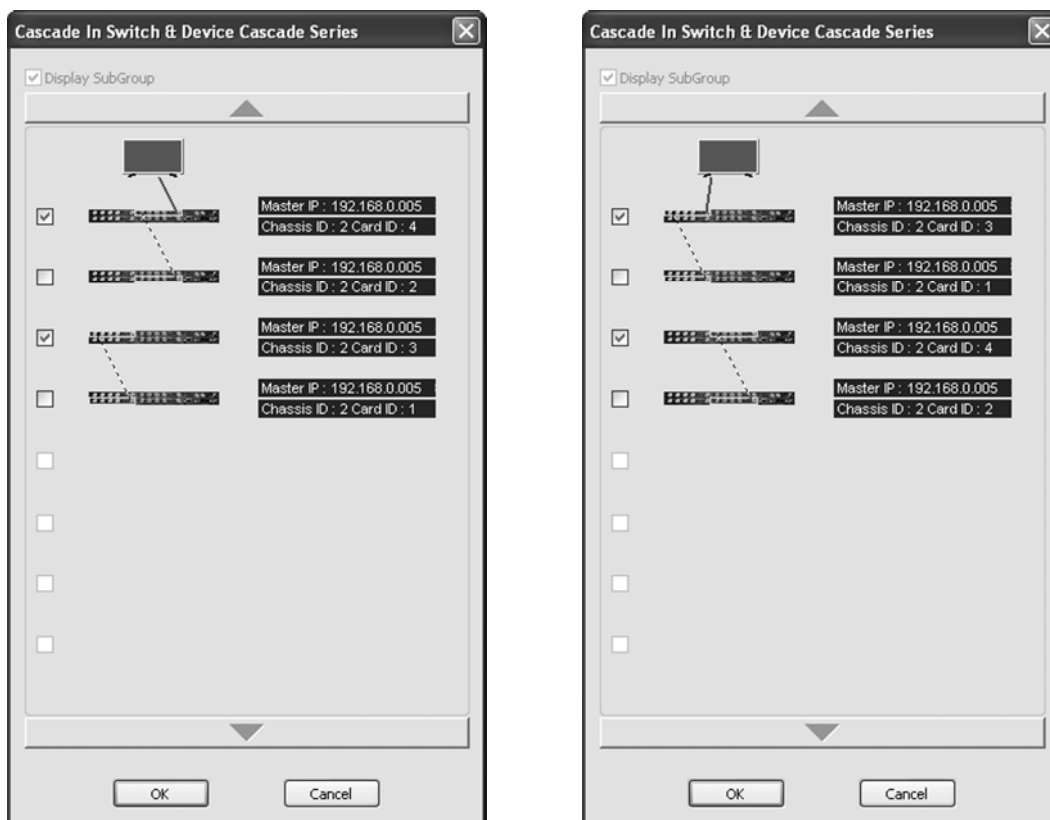 Cascade In Switch & Device Cascade Series
Display SubGroup
Master IP : 192.168.0.005
Chassis ID : 2 Card ID : 4
Master IP : 192.168.0.005
Chassis ID : 2 Card ID : 2
Master IP : 192.168.0.005
Chassis ID : 2 Card ID : 3
Master IP : 192.168.0.005
Chassis ID : 2 Card ID : 1
OK
Cancel
Cascade In Switch & Device Cascade Series
Display SubGroup
Master IP : 192.168.0.005
Chassis ID : 2 Card ID : 3
Master IP : 192.168.0.005
Chassis ID : 2 Card ID : 1
Master IP : 192.168.0.005
Chassis ID : 2 Card ID : 4
Master IP : 192.168.0.005
Chassis ID : 2 Card ID : 2
OK
Cancel